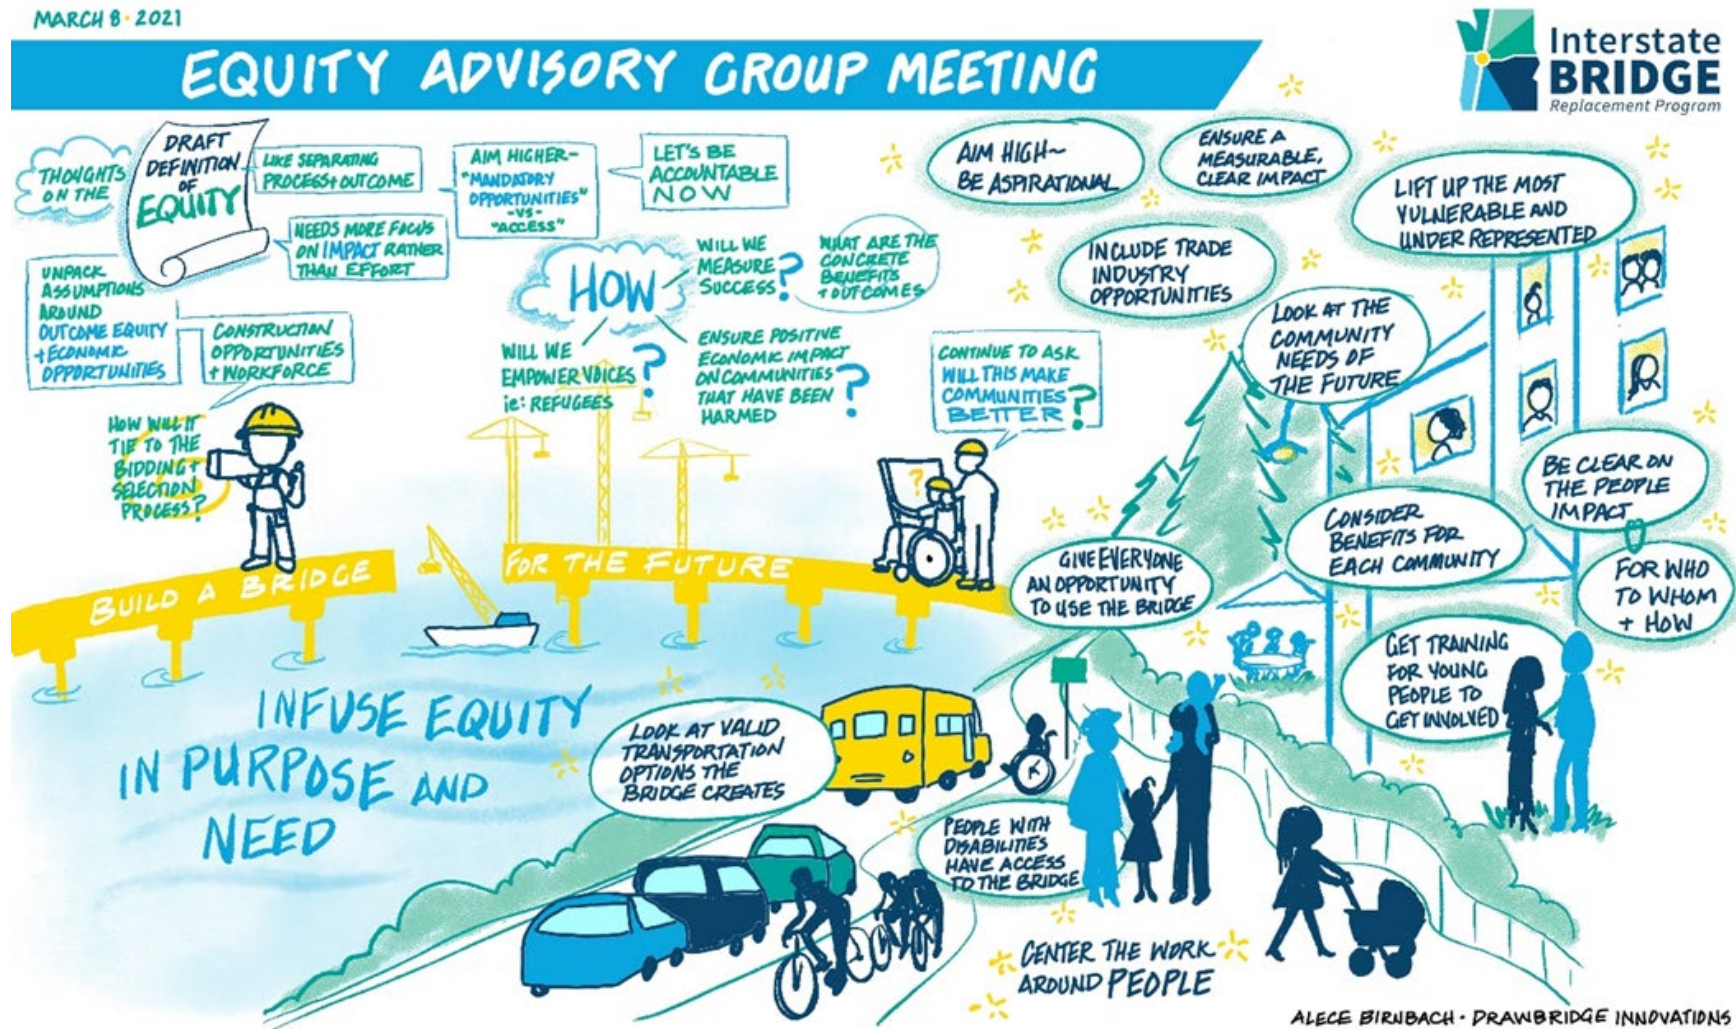 MARCH 8 · 2021
EQUITY ADVISORY GROUP MEETING
Interstate
BRIDGE
Replacement Program
THOUGHTS
ON THE
DRAFT
DEFINITION
OF
EQUITY
LIKE SEPARATING
PROCESS + OUTCOME
NEEDS MORE FOCUS
ON IMPACT RATHER
THAN EFFORT
AIM HIGHER-
"MANDATORY
OPPORTUNITIES"
-VS-
"ACCESS"
LET'S BE
ACCOUNTABLE
NOW
UNPACK
ASSUMPTIONS
AROUND
OUTCOME EQUITY
+ ECONOMIC
OPPORTUNITIES
CONSTRUCTION
OPPORTUNITIES
+ WORKFORCE
HOW WILL IT
TIE TO THE
BIDDING +
SELECTION
PROCESS?
HOW
WILL WE
MEASURE
SUCCESS?
WHAT ARE THE
CONCRETE
BENEFITS
+ OUTCOMES
WILL WE
EMPOWER VOICES
ie: REFUGEES
?
ENSURE POSITIVE
ECONOMIC IMPACT
ON COMMUNITIES
THAT HAVE BEEN
HARMED
?
CONTINUE TO ASK
WILL THIS MAKE
COMMUNITIES
BETTER?
?
BUILD A BRIDGE
FOR THE FUTURE
INFUSE EQUITY
IN PURPOSE AND
NEED
AIM HIGH~
BE ASPIRATIONAL
ENSURE A
MEASURABLE,
CLEAR IMPACT
LIFT UP THE MOST
VULNERABLE AND
UNDER REPRESENTED
INCLUDE TRADE
INDUSTRY
OPPORTUNITIES
LOOK AT THE
COMMUNITY
NEEDS OF
THE FUTURE
BE CLEAR ON
THE PEOPLE
IMPACT
CONSIDER
BENEFITS FOR
EACH COMMUNITY
FOR WHO
TO WHOM
+ HOW
GIVE EVERYONE
AN OPPORTUNITY
TO USE THE BRIDGE
GET TRAINING
FOR YOUNG
PEOPLE TO
GET INVOLVED
LOOK AT VALID
TRANSPORTATION
OPTIONS THE
BRIDGE CREATES
PEOPLE WITH
DISABILITIES
HAVE ACCESS
TO THE BRIDGE
CENTER THE WORK
AROUND PEOPLE
ALECE BIRNBACH · DRAWBRIDGE INNOVATIONS